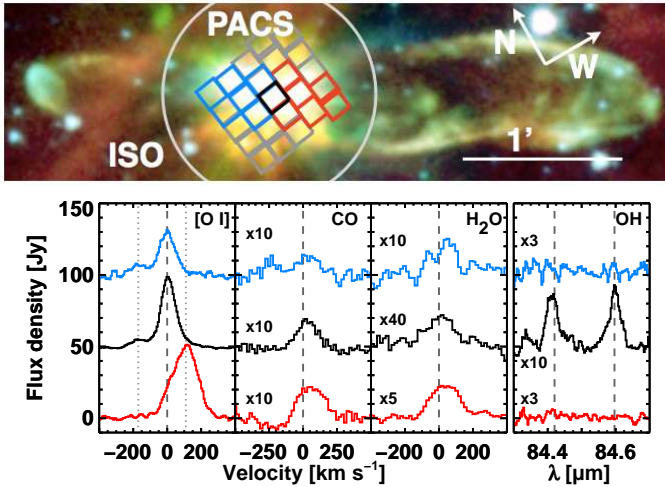 PACS
N
W
ISO
1'
Flux density [Jy]
150
100
50
0
[O I]
CO
H2O
OH
x10
x10
x3
x10
x40
x10
x10
x5
x3
−400 −200 0 200
−250 0 250
−200 0 200 400
84.4 84.6
Velocity [km s⁻¹]
λ [μm]